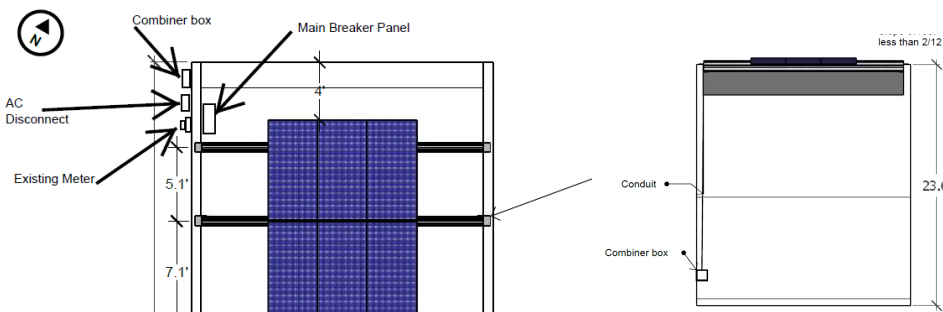 N
Combiner box
Main Breaker Panel
less than 2/12
4'
AC
Disconnect
Existing Meter
5.1'
7.1'
Conduit
Combiner box